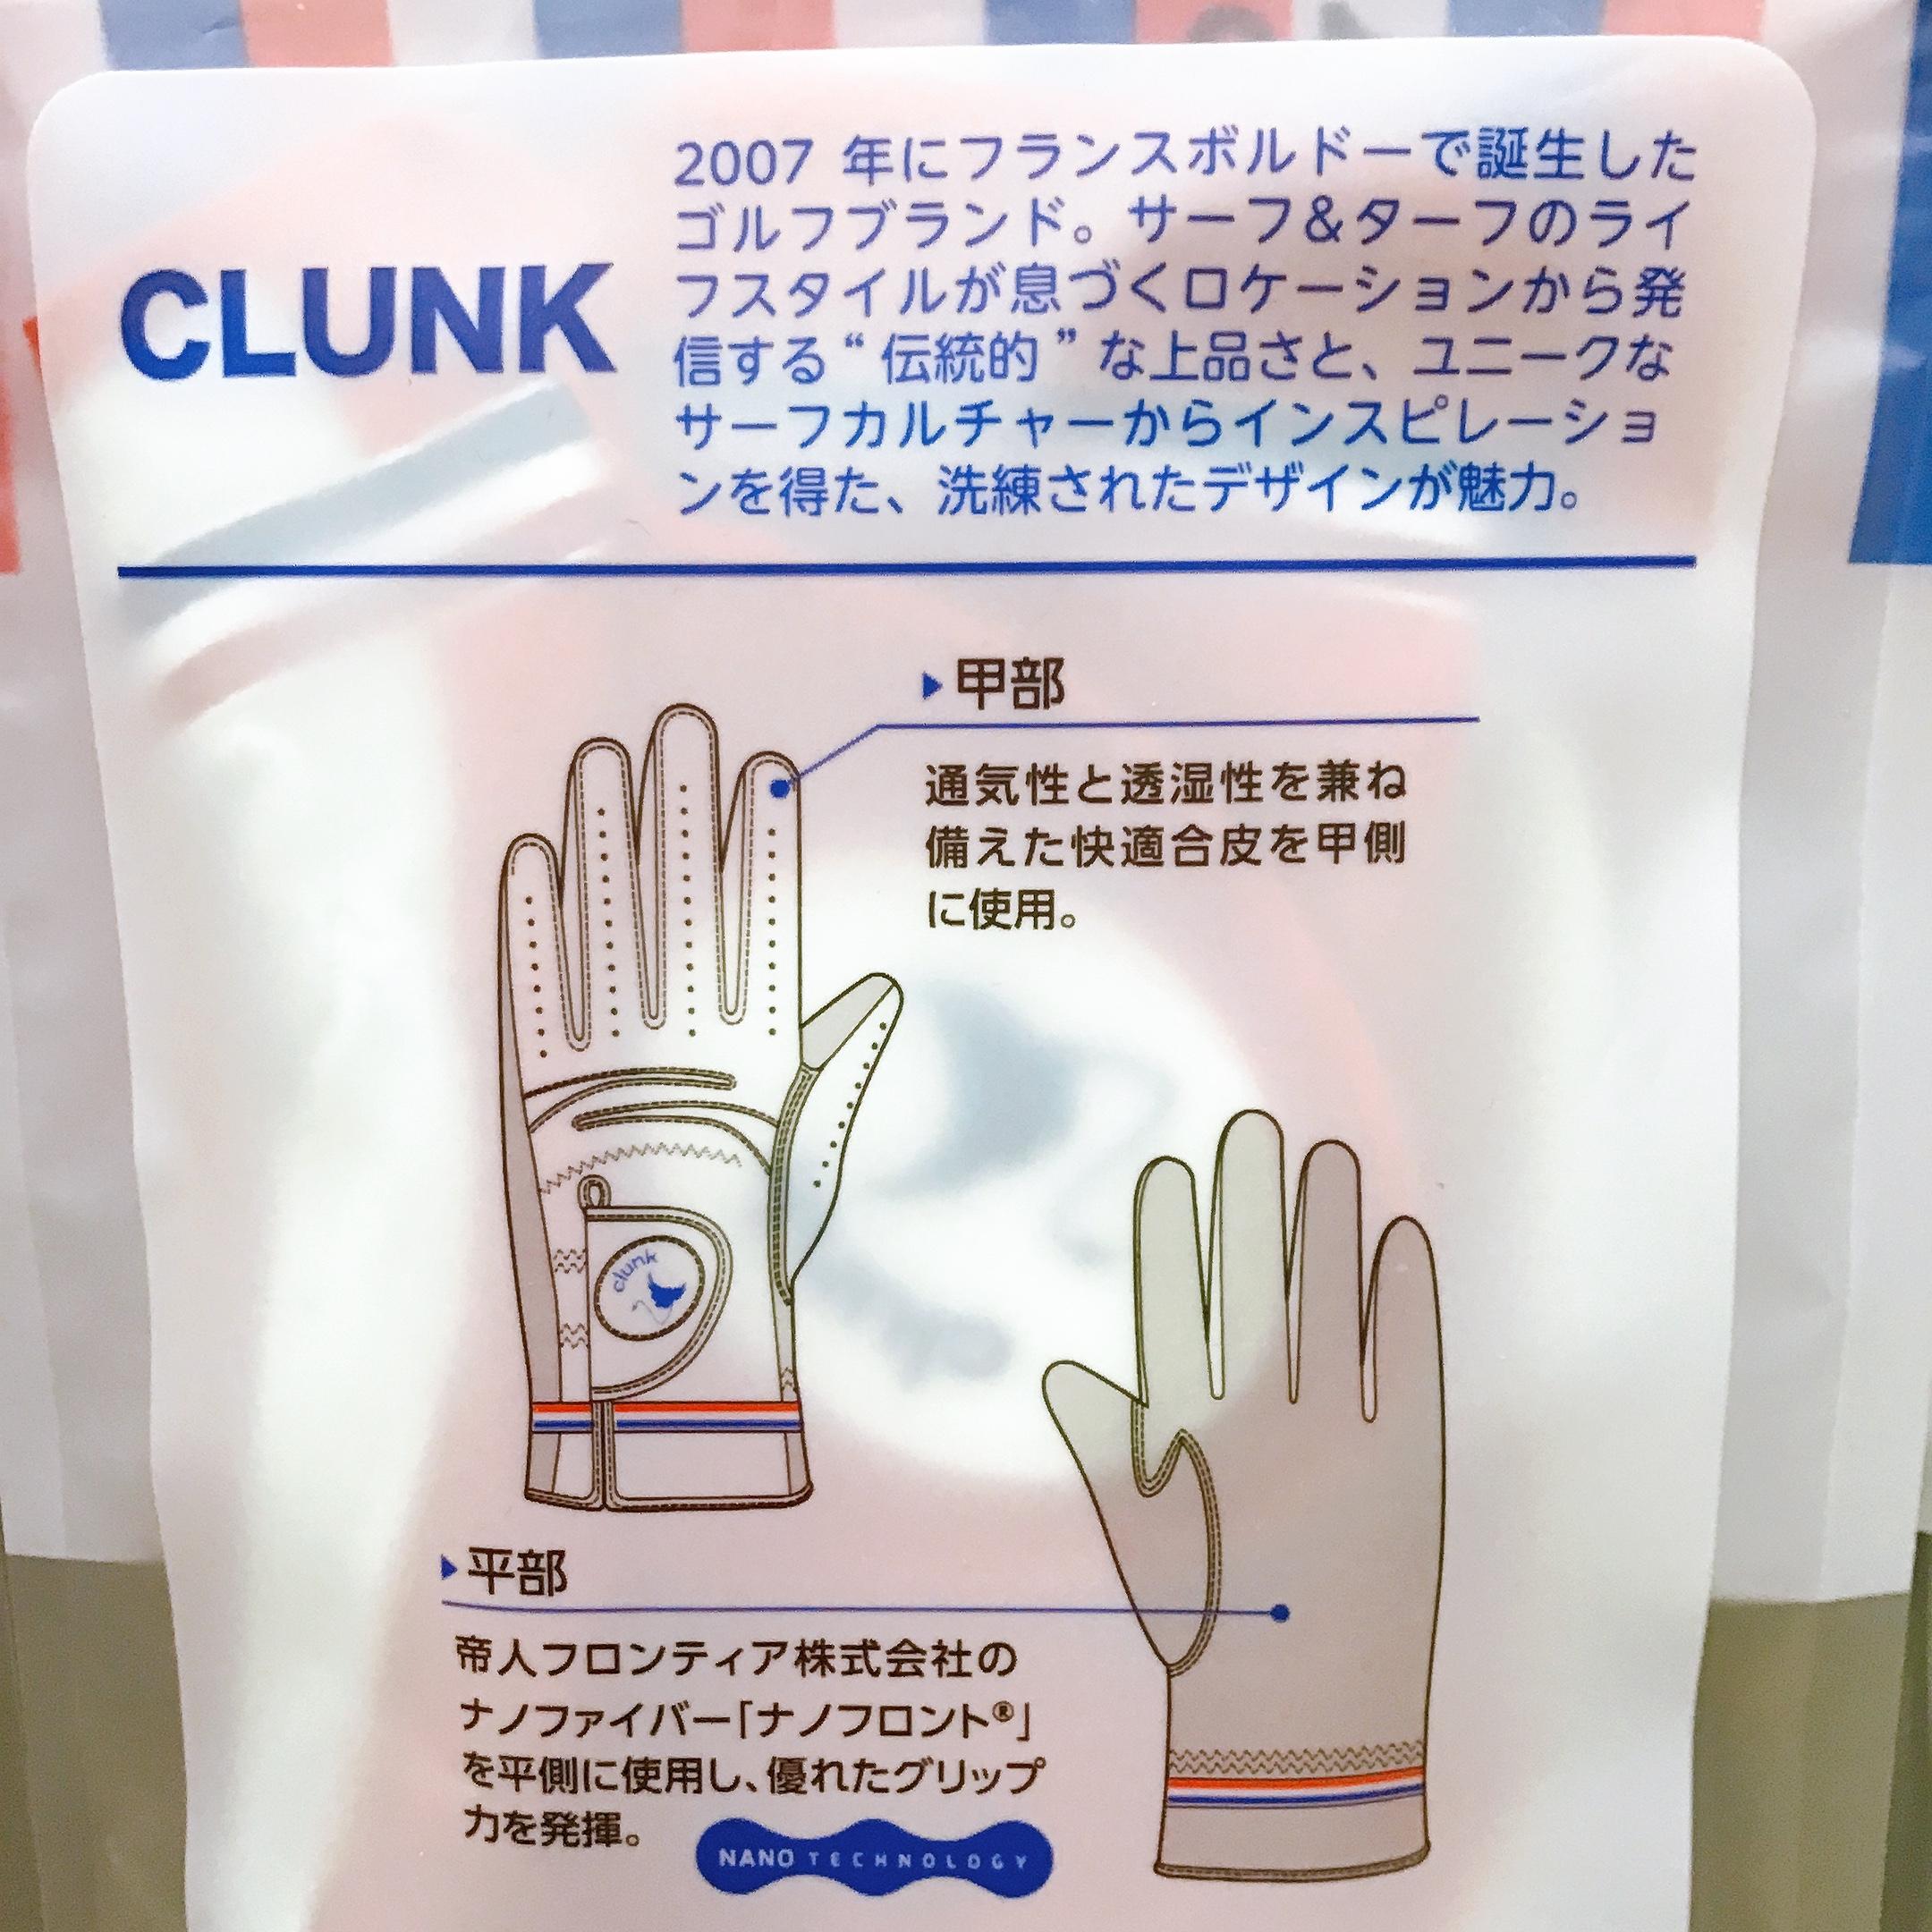 CLUNK
2007 年にフランスボルドーで誕生した
ゴルフブランド。サーフ&ターフのライ
フスタイルが息づくロケーションから発
信する“伝統的”な上品さと、ユニークな
サーフカルチャーからインスピレーショ
ンを得た、洗練されたデザインが魅力。
▶甲部
通気性と透湿性を兼ね
備えた快適合皮を甲側
に使用。
clunk
▶平部
帝人フロンティア株式会社の
ナノファイバー「ナノフロント®」
を平側に使用し、優れたグリップ
力を発揮。
NANO TECHNOLOGY